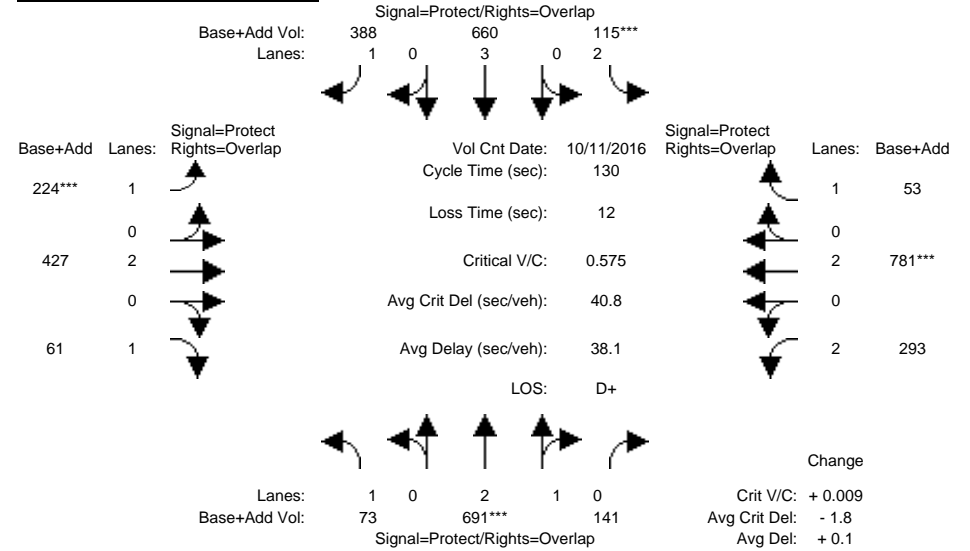 Signal=Protect/Rights=Overlap
Base+Add Vol: 388 660 115***
Lanes: 1 0 3 0 2
Signal=Protect
Base+Add Lanes: Rights=Overlap
Vol Cnt Date: 10/11/2016
Signal=Protect
Rights=Overlap Lanes: Base+Add
Cycle Time (sec): 130
224*** 1 1 53
Loss Time (sec): 12
0 0
427 2 Critical V/C: 0.575 2 781***
0 Avg Crit Del (sec/veh): 40.8 0
61 1 Avg Delay (sec/veh): 38.1 2 293
LOS: D+
Change
Lanes: 1 0 2 1 0 Crit V/C: + 0.009
Base+Add Vol: 73 691*** 141 Avg Crit Del: - 1.8
Signal=Protect/Rights=Overlap Avg Del: + 0.1